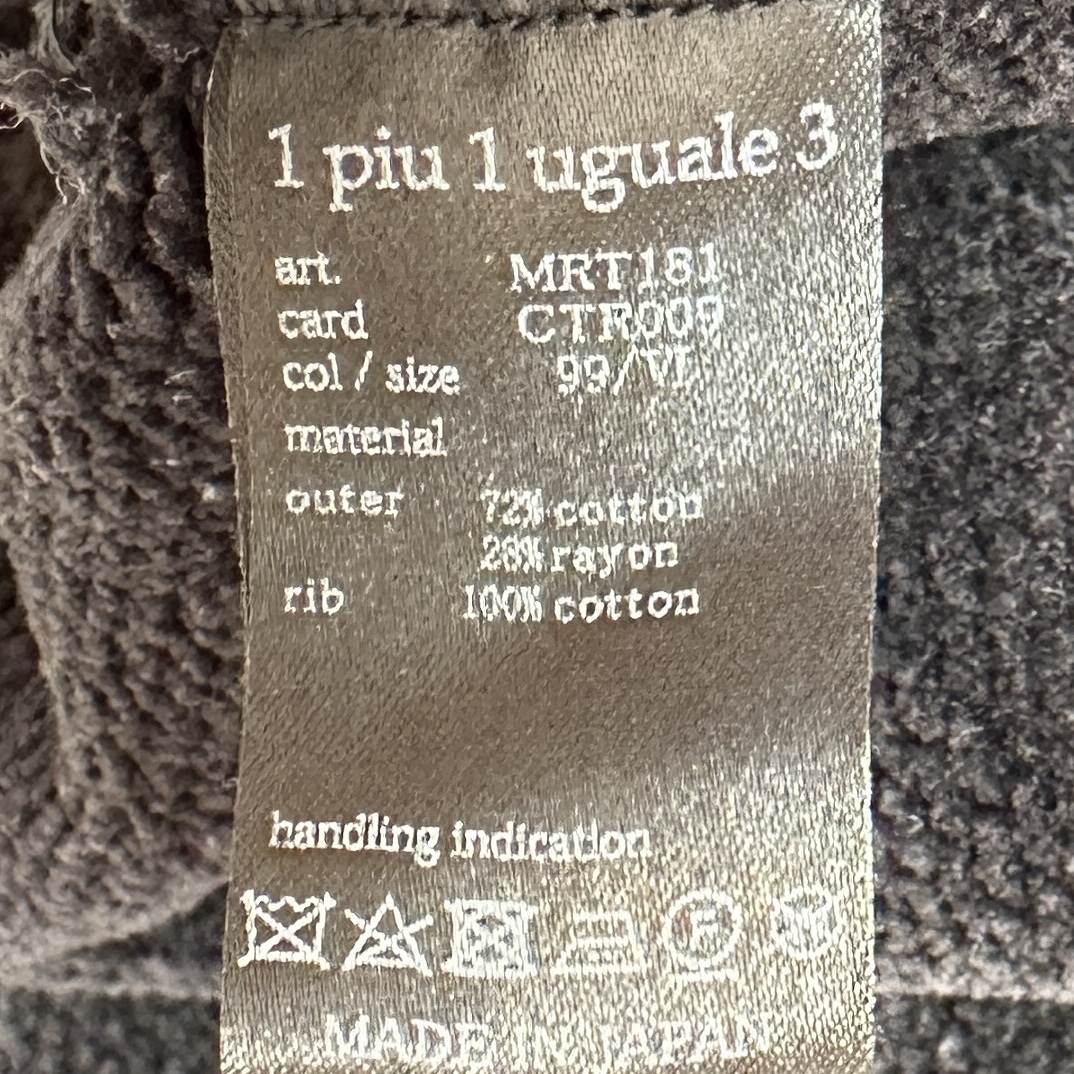 1 piu 1 uguale 3
art. MRT181
card CTR009
col / size 99/VI
material
outer 72% cotton
28% rayon
rib 100% cotton
handling indication
F
MADE IN JAPAN